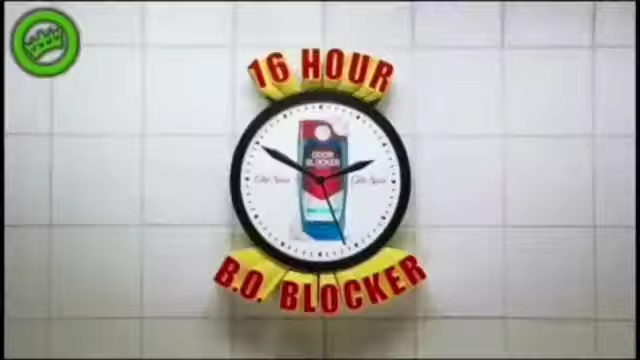 16 HOUR
ODOR
BLOCKER
Old Spice Old Spice
B.O. BLOCKER